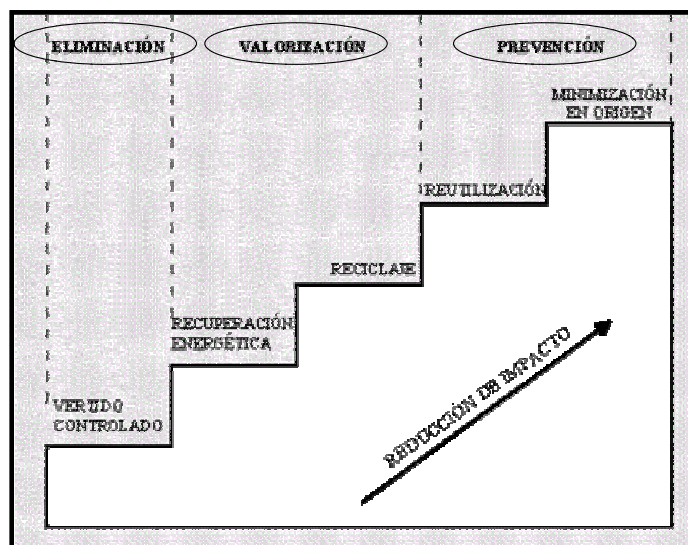 ELIMINACIÓN
VALORIZACIÓN
PREVENCIÓN
MINIMIZACIÓN
EN ORIGEN
REUTILIZACIÓN
RECICLAJE
RECUPERACIÓN
ENERGÉTICA
VERTIDO
CONTROLADO
REDUCCIÓN DE IMPACTO